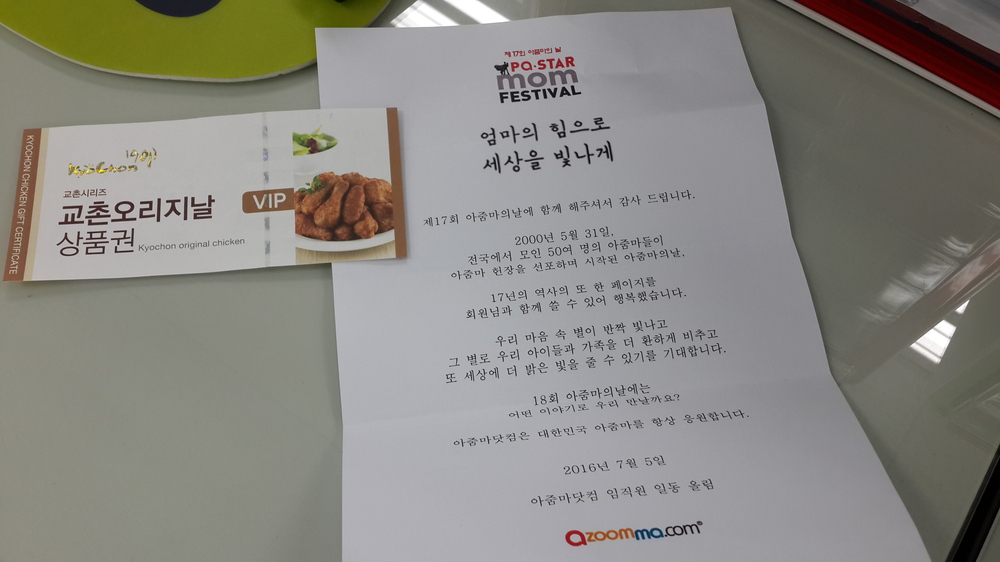 KYOCHON CHICKEN GIFT CERTIFICATE
KyoChon
교촌시리즈
교촌오리지날
상품권
Kyochon original chicken
VIP
제17회 아줌마의 날
PQ·STAR
mom
FESTIVAL
엄마의 힘으로
세상을 빛나게
제17회 아줌마의날에 함께 해주셔서 감사 드립니다.
2000년 5월 31일,
전국에서 모인 50여 명의 아줌마들이
아줌마 헌장을 선포하며 시작된 아줌마의날.
17년의 역사의 또 한 페이지를
회원님과 함께 쓸 수 있어 행복했습니다.
우리 마음 속 별이 반짝 빛나고
그 별로 우리 아이들과 가족을 더 환하게 비추고
또 세상에 더 밝은 빛을 줄 수 있기를 기대합니다.
18회 아줌마의날에는
어떤 이야기로 우리 만날까요?
아줌마닷컴은 대한민국 아줌마를 항상 응원합니다.
2016년 7월 5일
아줌마닷컴 임직원 일동 올림
azoomma.com®